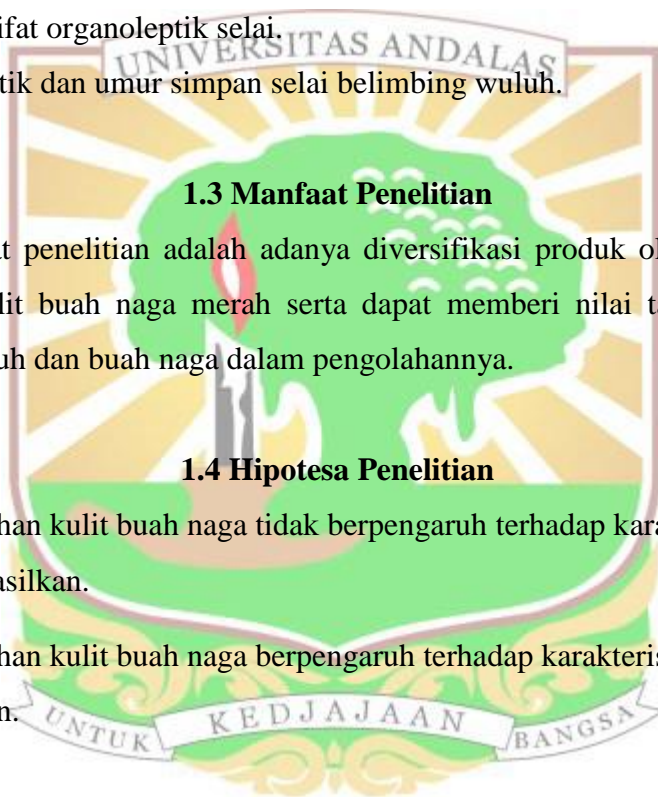 ifat organoleptik selai.
UNIVERSITAS ANDALAS
tik dan umur simpan selai belimbing wuluh.
1.3 Manfaat Penelitian
at penelitian adalah adanya diversifikasi produk ol
lit buah naga merah serta dapat memberi nilai t
uh dan buah naga dalam pengolahannya.
1.4 Hipotesa Penelitian
han kulit buah naga tidak berpengaruh terhadap kara
asilkan.
han kulit buah naga berpengaruh terhadap karakteris
n.
UNTUK KEDJAJAAN BANGSA